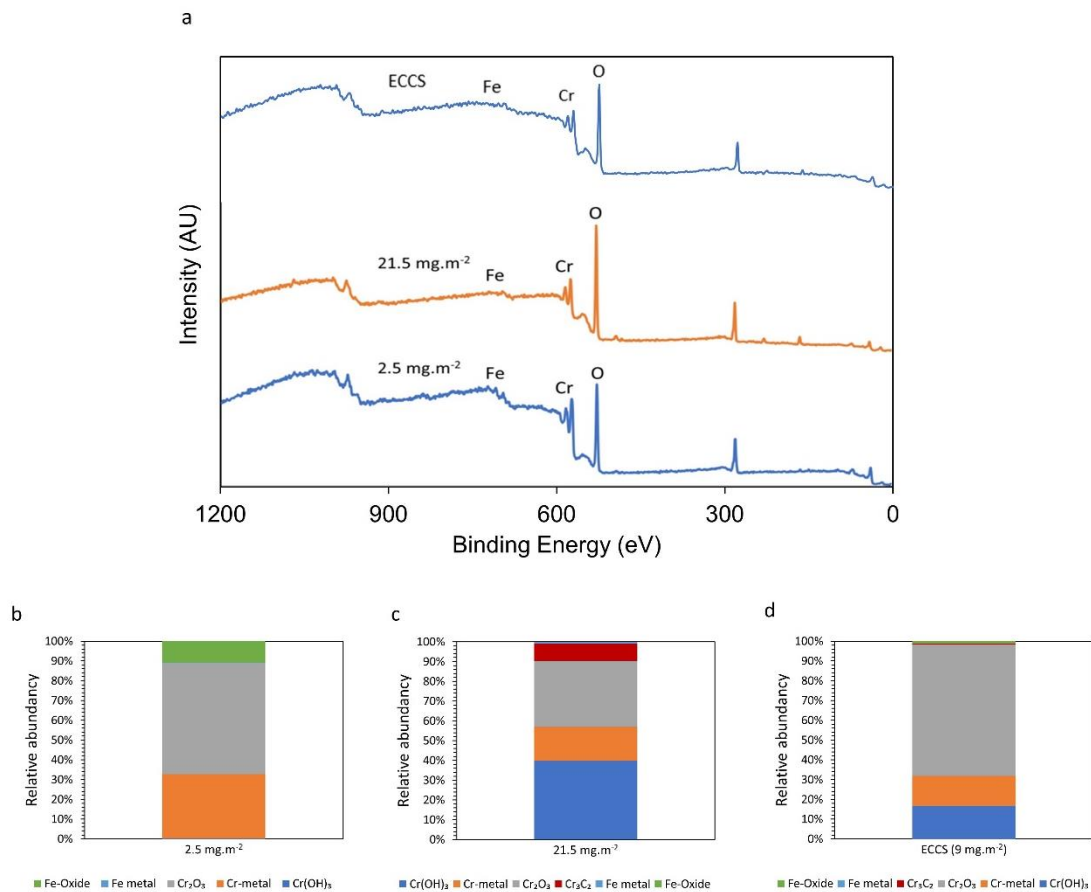 a
ECCS
Fe
Cr
O
21.5 mg.m⁻²
Fe
Cr
O
2.5 mg.m⁻²
Fe
Cr
O
Intensity (AU)
1200
900
600
300
0
Binding Energy (eV)
b
100%
90%
80%
70%
60%
50%
40%
30%
20%
10%
0%
Relative abundancy
2.5 mg.m⁻²
Fe-Oxide Fe metal Cr₂O₃ Cr-metal Cr(OH)₃
c
100%
90%
80%
70%
60%
50%
40%
30%
20%
10%
0%
Relative abundancy
21.5 mg.m⁻²
Cr(OH)₃ Cr-metal Cr₂O₃ Cr₃C₂ Fe metal Fe-Oxide
d
100%
90%
80%
70%
60%
50%
40%
30%
20%
10%
0%
Relative abundancy
ECCS (9 mg.m⁻²)
Fe-Oxide Fe metal Cr₃C₂ Cr₂O₃ Cr-metal Cr(OH)₃